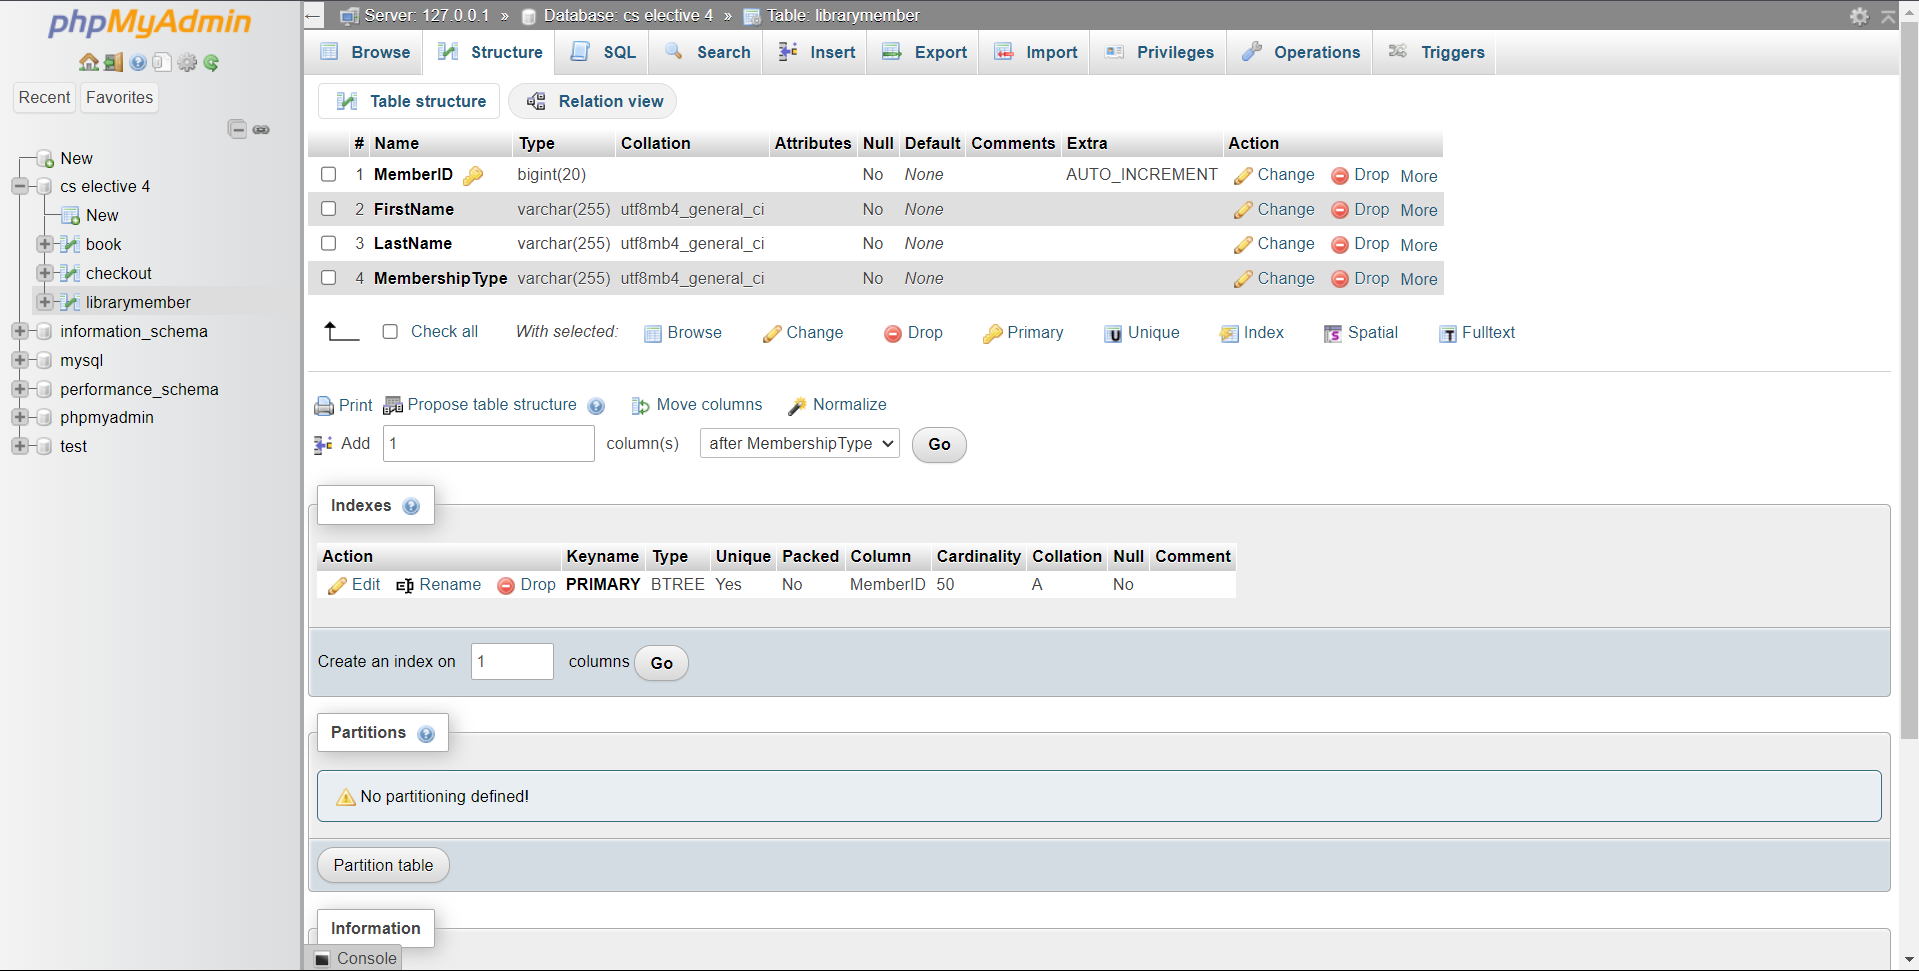 phpMyAdmin
Recent Favorites
New
cs elective 4
New
book
checkout
librarymember
information_schema
mysql
performance_schema
phpmyadmin
test
Server: 127.0.0.1 » Database: cs elective 4 » Table: librarymember
Browse Structure SQL Search Insert Export Import Privileges Operations Triggers
Table structure Relation view
# Name Type Collation Attributes Null Default Comments Extra Action
1 MemberID bigint(20) No None AUTO_INCREMENT Change Drop More
2 FirstName varchar(255) utf8mb4_general_ci No None Change Drop More
3 LastName varchar(255) utf8mb4_general_ci No None Change Drop More
4 MembershipType varchar(255) utf8mb4_general_ci No None Change Drop More
Check all With selected: Browse Change Drop Primary Unique Index Spatial Fulltext
Print Propose table structure Move columns Normalize
Add 1 column(s) after MembershipType Go
Indexes
Action Keyname Type Unique Packed Column Cardinality Collation Null Comment
Edit Rename Drop PRIMARY BTREE Yes No MemberID 50 A No
Create an index on 1 columns Go
Partitions
No partitioning defined!
Partition table
Information
Console